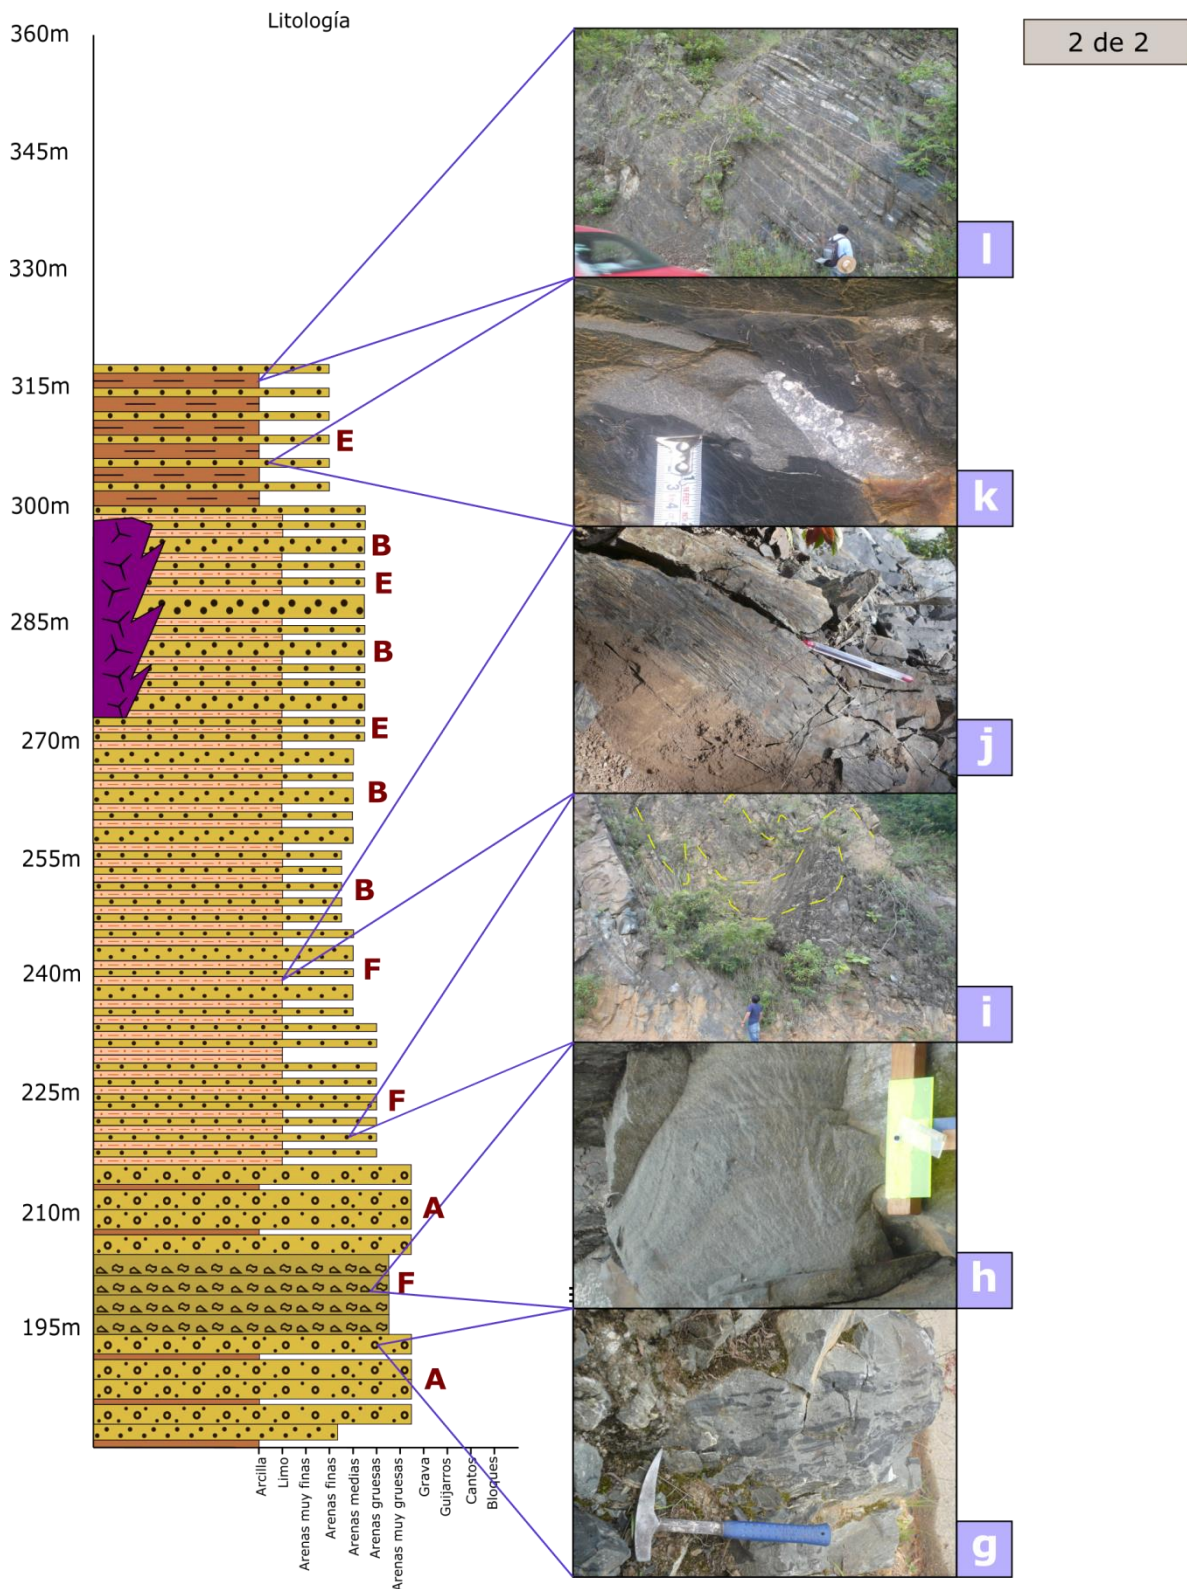 Litología
2 de 2
360m
345m
330m
315m
300m
285m
270m
255m
240m
225m
210m
195m
E
B
E
B
E
B
B
F
F
A
F
A
l
k
j
i
h
g
Arcilla
Limo
Arenas muy finas
Arenas finas
Arenas medias
Arenas gruesas
Arenas muy gruesas
Grava
Guijarros
Cantos
Bloques